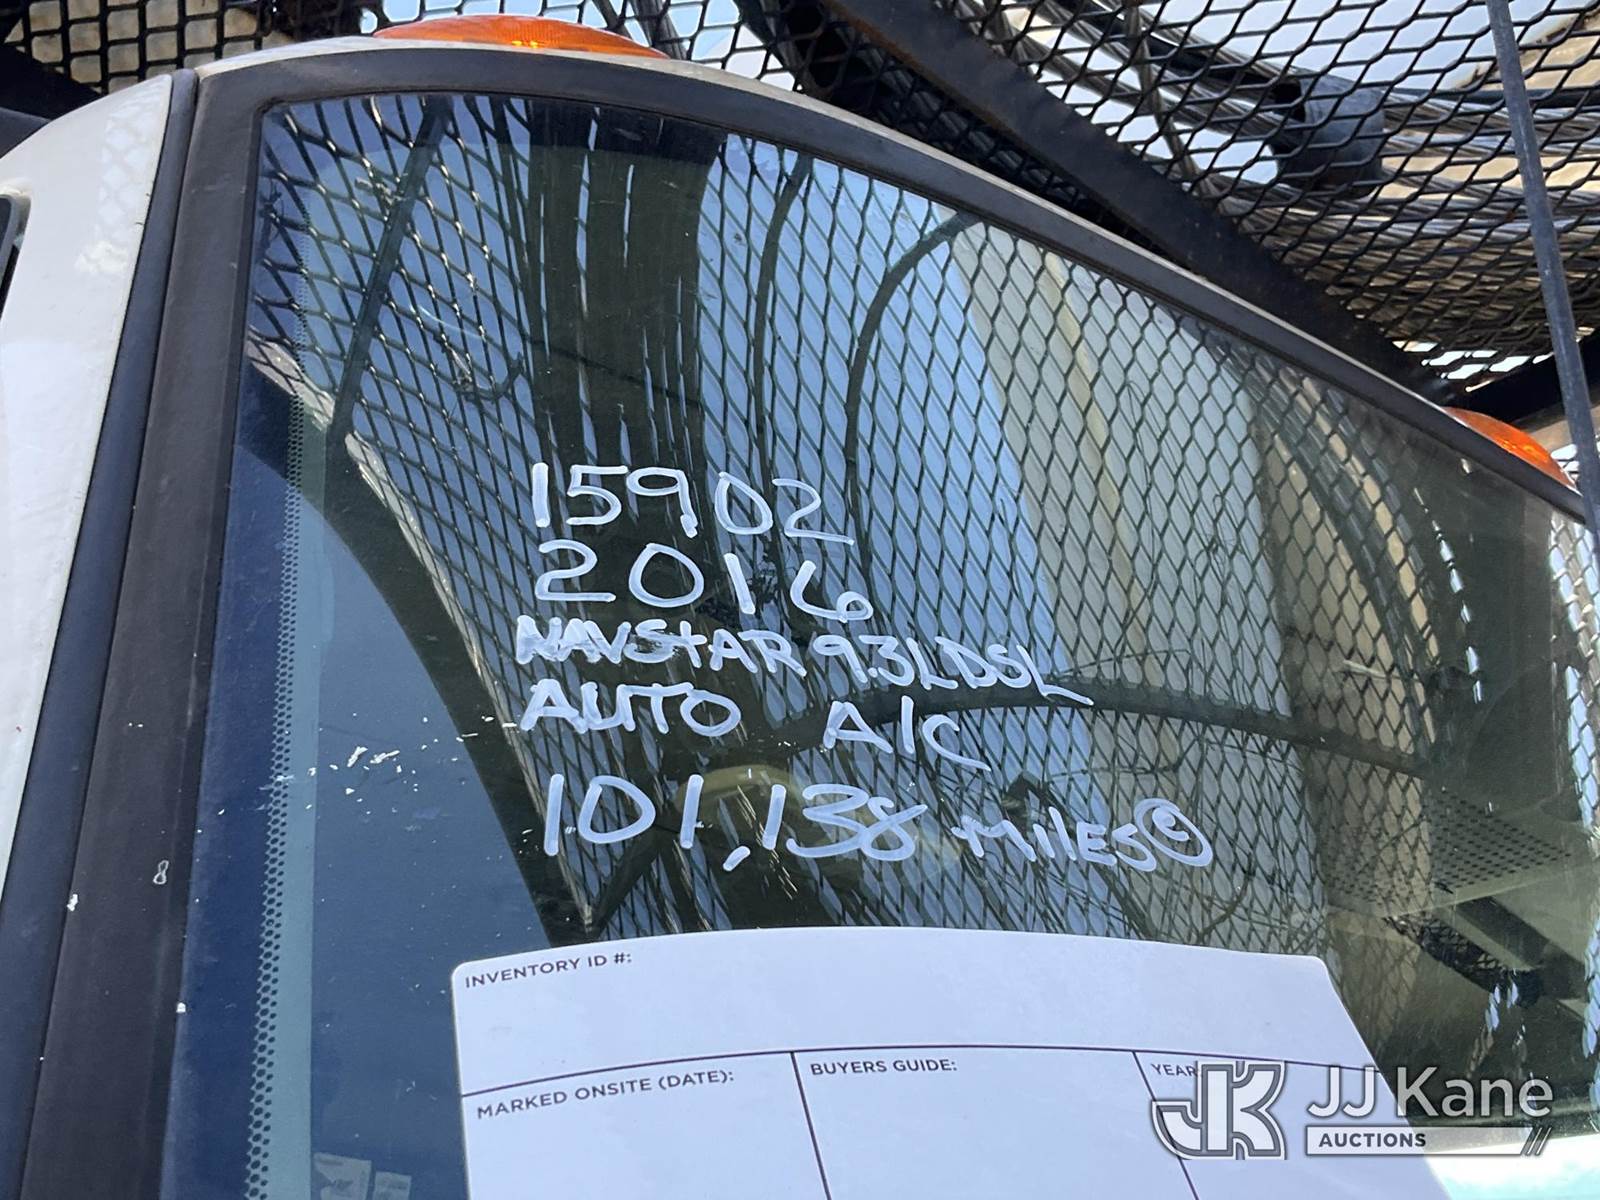 15902
2016
NAVSTAR 9.3L DSL
AUTO A/C
101,138 MILES ©
INVENTORY ID #:
MARKED ONSITE (DATE):
BUYERS GUIDE:
YEAR
JJ Kane
AUCTIONS